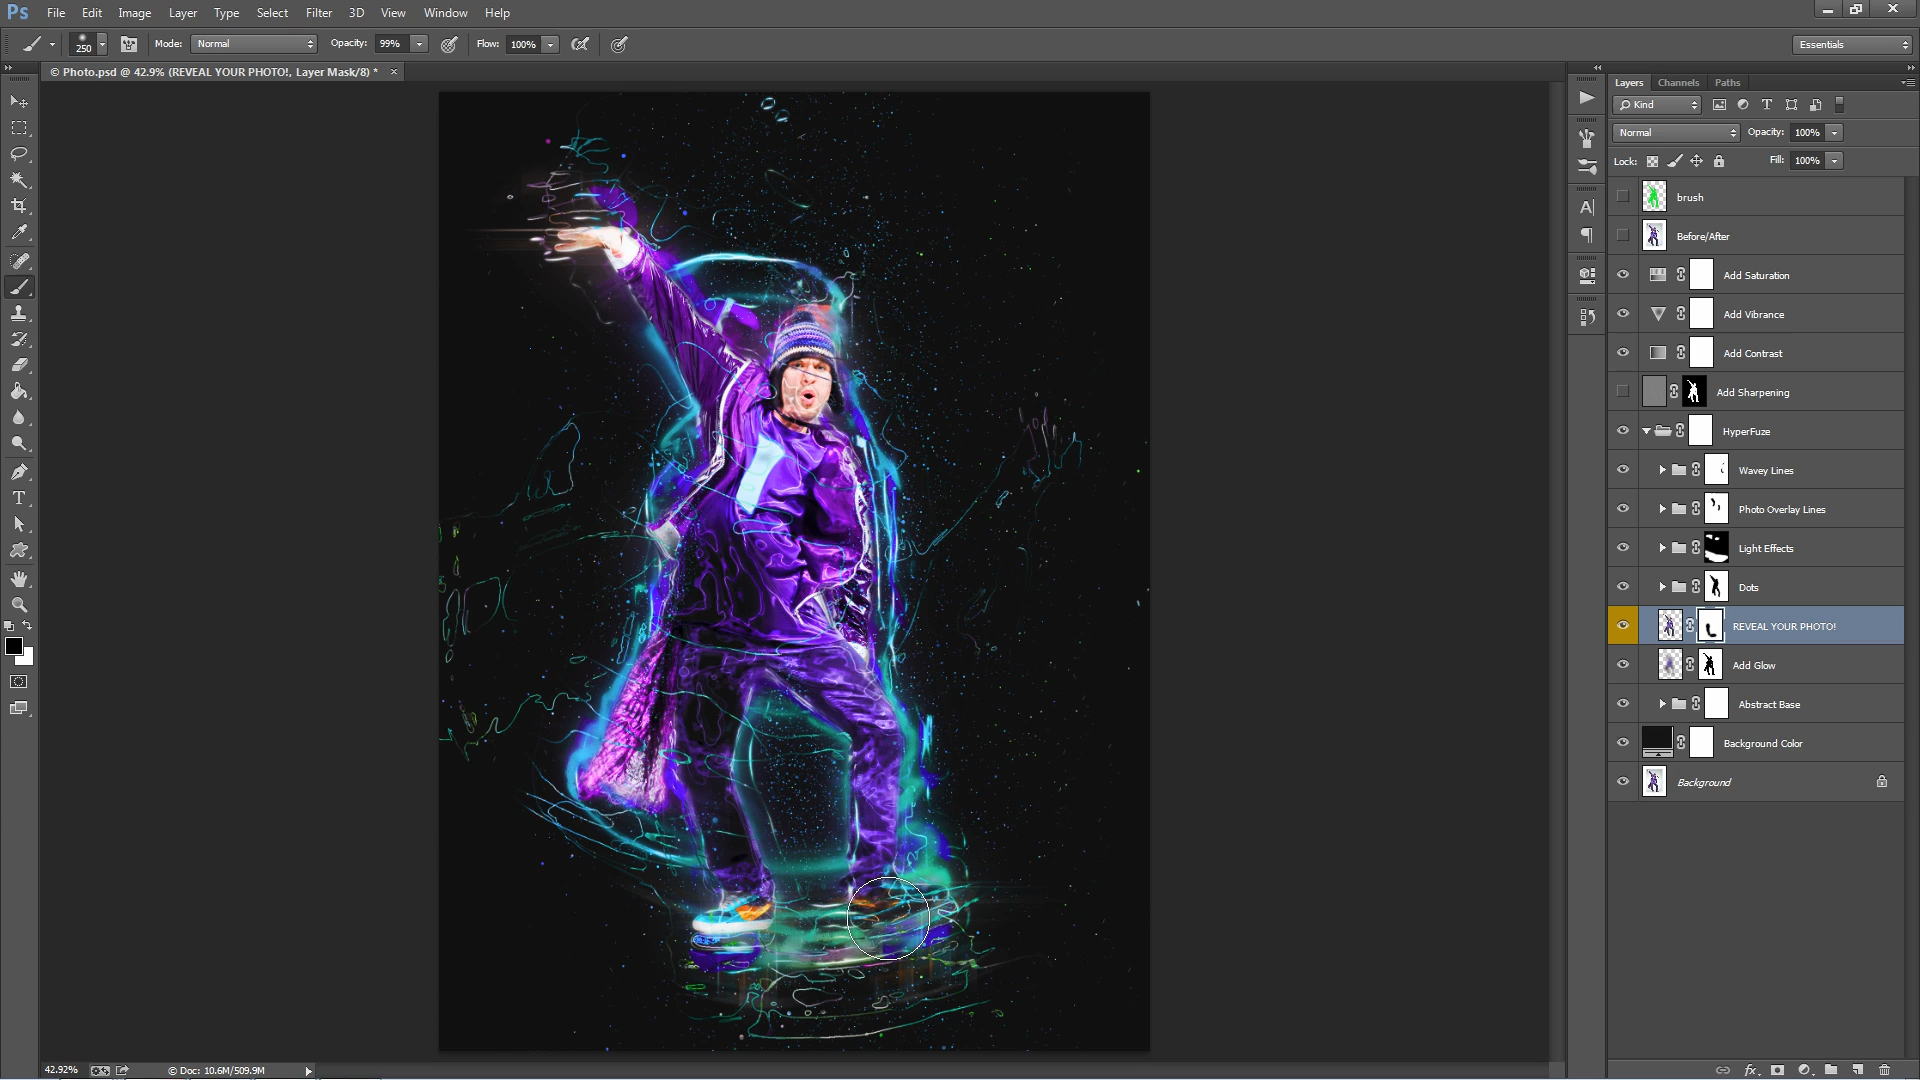 Ps File Edit Image Layer Type Select Filter 3D View Window Help
250 Mode: Normal Opacity: 99% Flow: 100% Essentials
© Photo.psd @ 42.9% (REVEAL YOUR PHOTO!, Layer Mask/8) * ×
Layers Channels Paths
Kind
Normal Opacity: 100%
Lock: Fill: 100%
brush
Before/After
Add Saturation
Add Vibrance
Add Contrast
Add Sharpening
HyperFuze
Wavey Lines
Photo Overlay Lines
Light Effects
Dots
REVEAL YOUR PHOTO!
Add Glow
Abstract Base
Background Color
Background
42.92% © Doc: 10.6M/509.9M